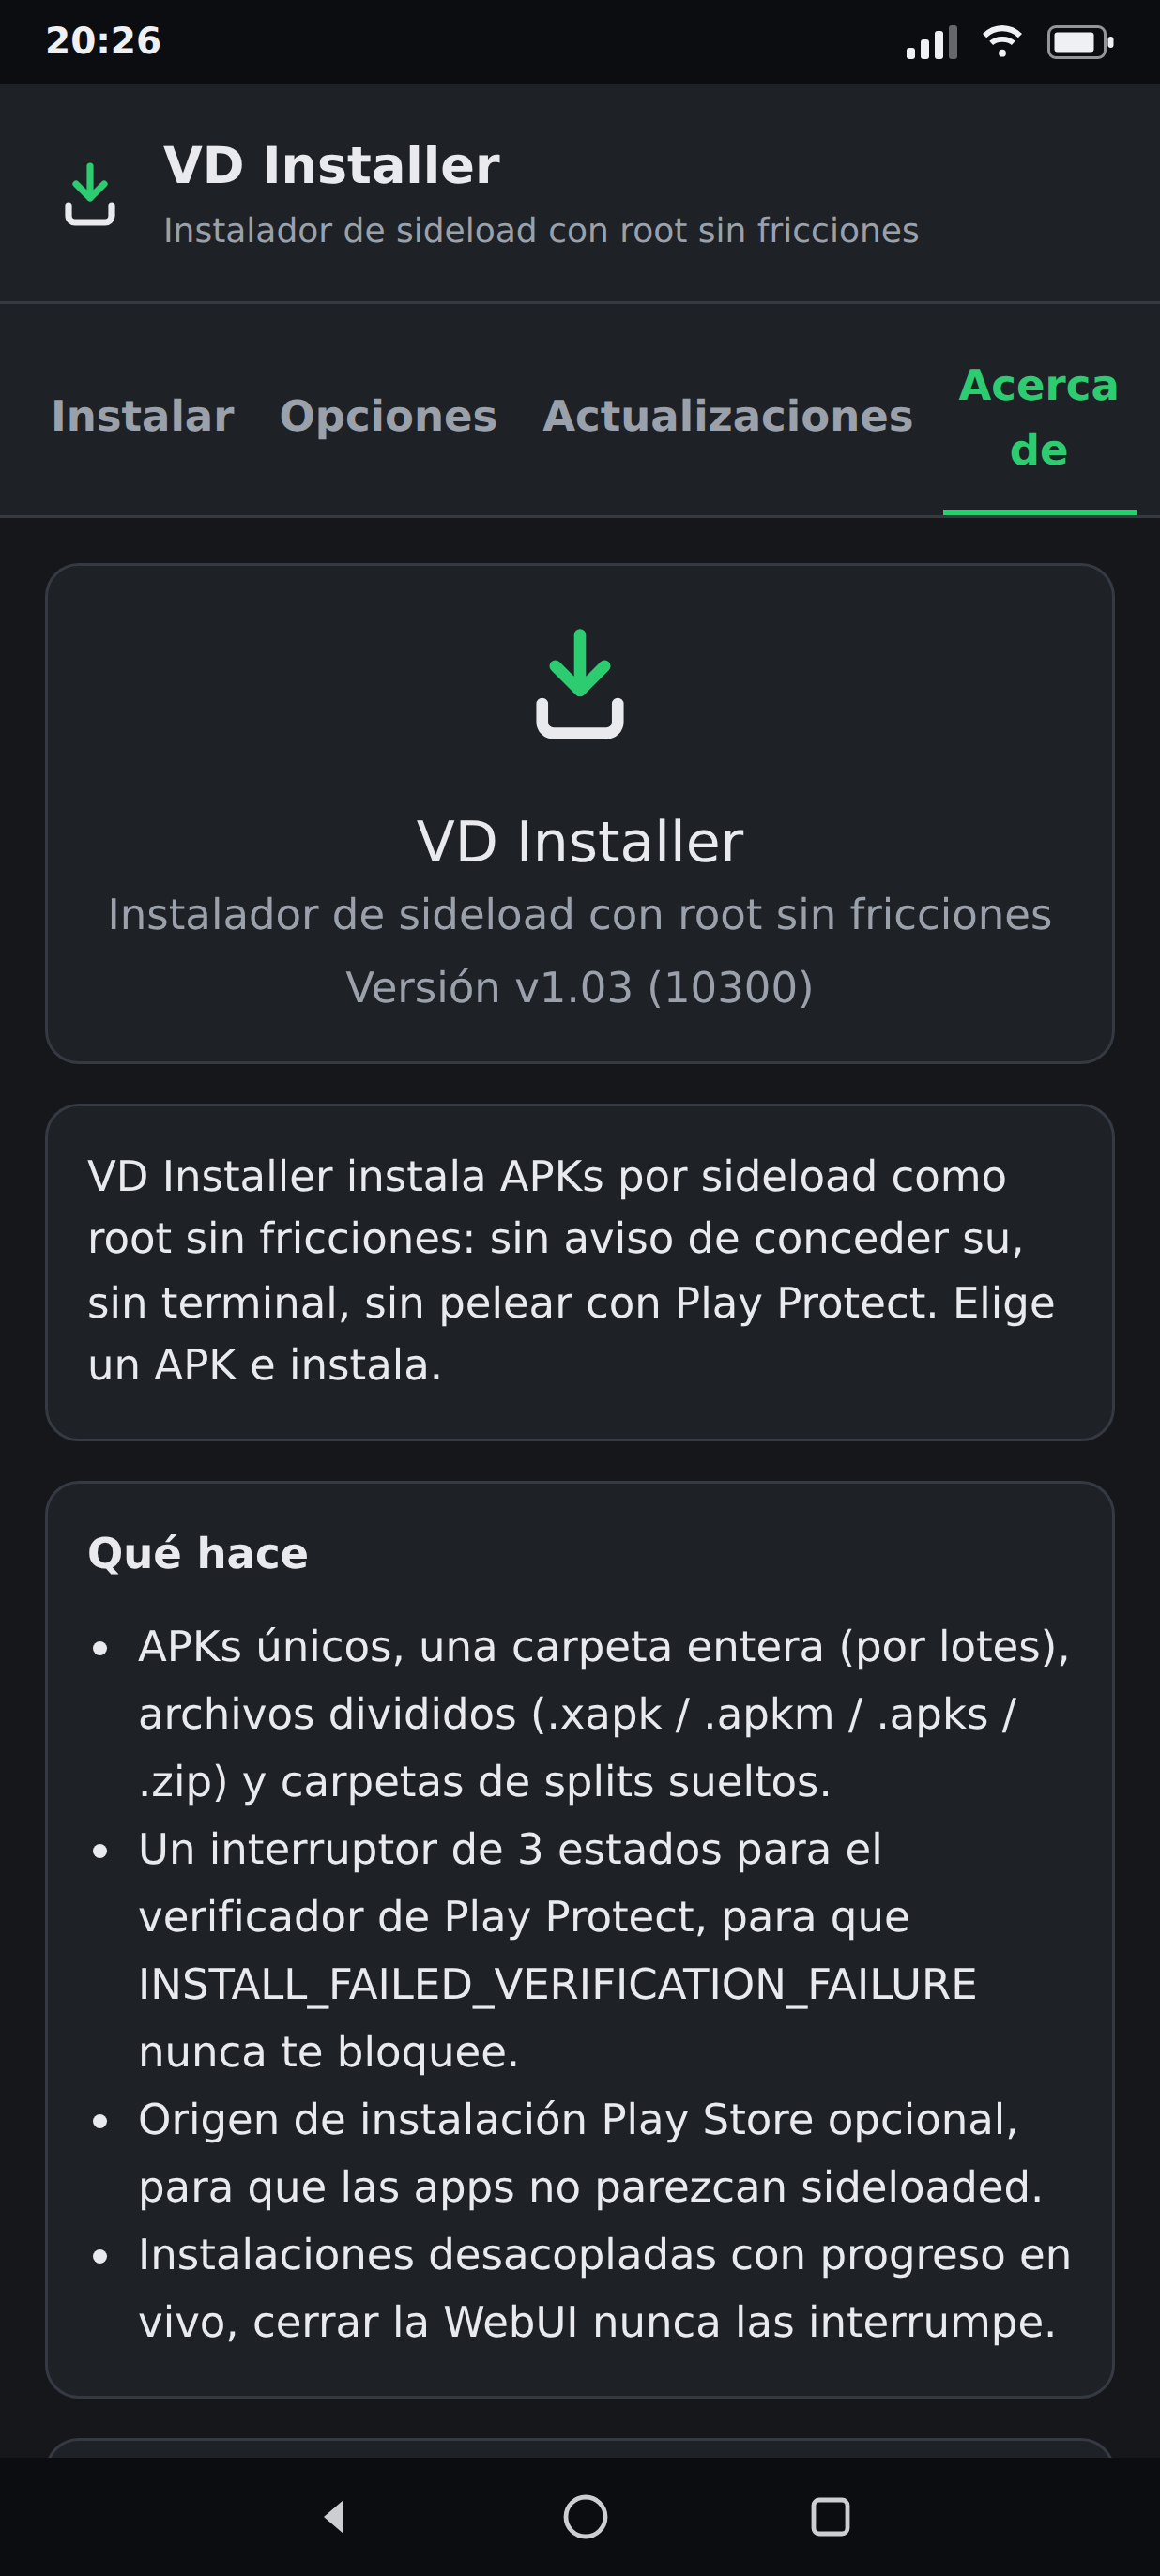 20:26
VD Installer
Instalador de sideload con root sin fricciones
Instalar
Opciones
Actualizaciones
Acerca
de
VD Installer
Instalador de sideload con root sin fricciones
Versión v1.03 (10300)
VD Installer instala APKs por sideload como
root sin fricciones: sin aviso de conceder su,
sin terminal, sin pelear con Play Protect. Elige
un APK e instala.
Qué hace
• APKs únicos, una carpeta entera (por lotes),
archivos divididos (.xapk / .apkm / .apks /
.zip) y carpetas de splits sueltos.
• Un interruptor de 3 estados para el
verificador de Play Protect, para que
INSTALL_FAILED_VERIFICATION_FAILURE
nunca te bloquee.
• Origen de instalación Play Store opcional,
para que las apps no parezcan sideloaded.
• Instalaciones desacopladas con progreso en
vivo, cerrar la WebUI nunca las interrumpe.